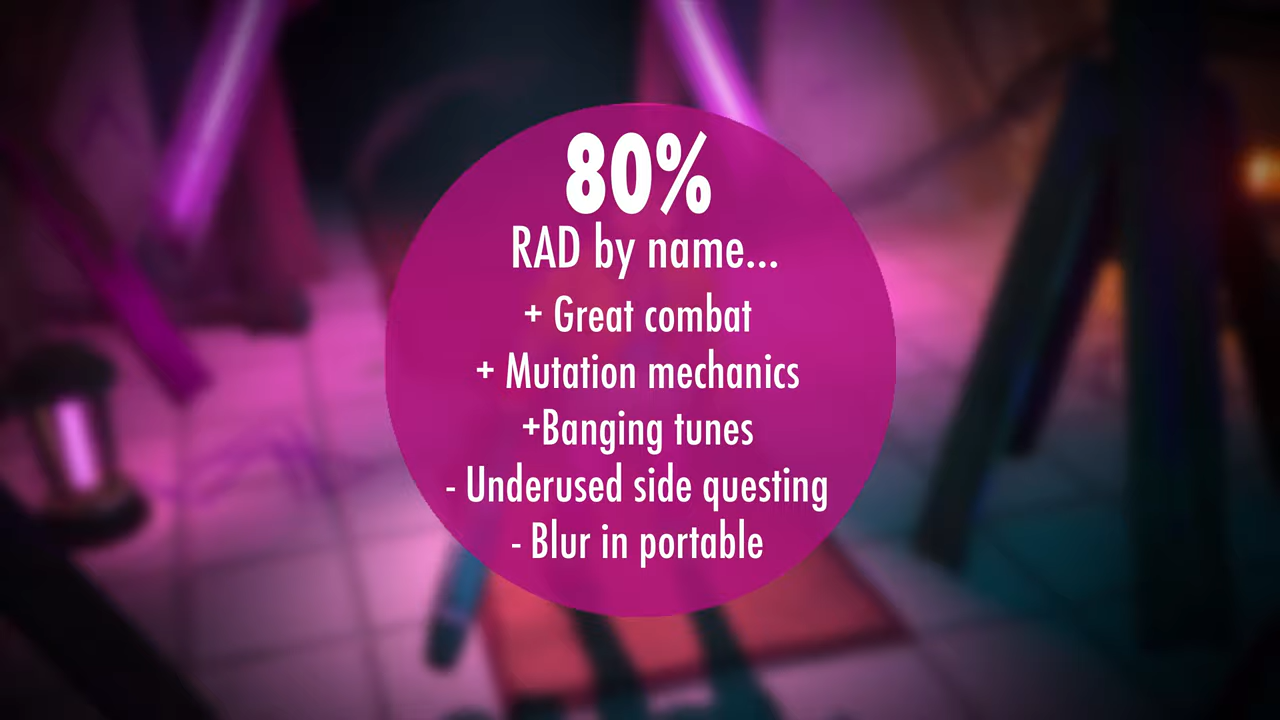 80%
RAD by name...
+ Great combat
+ Mutation mechanics
+Banging tunes
- Underused side questing
- Blur in portable